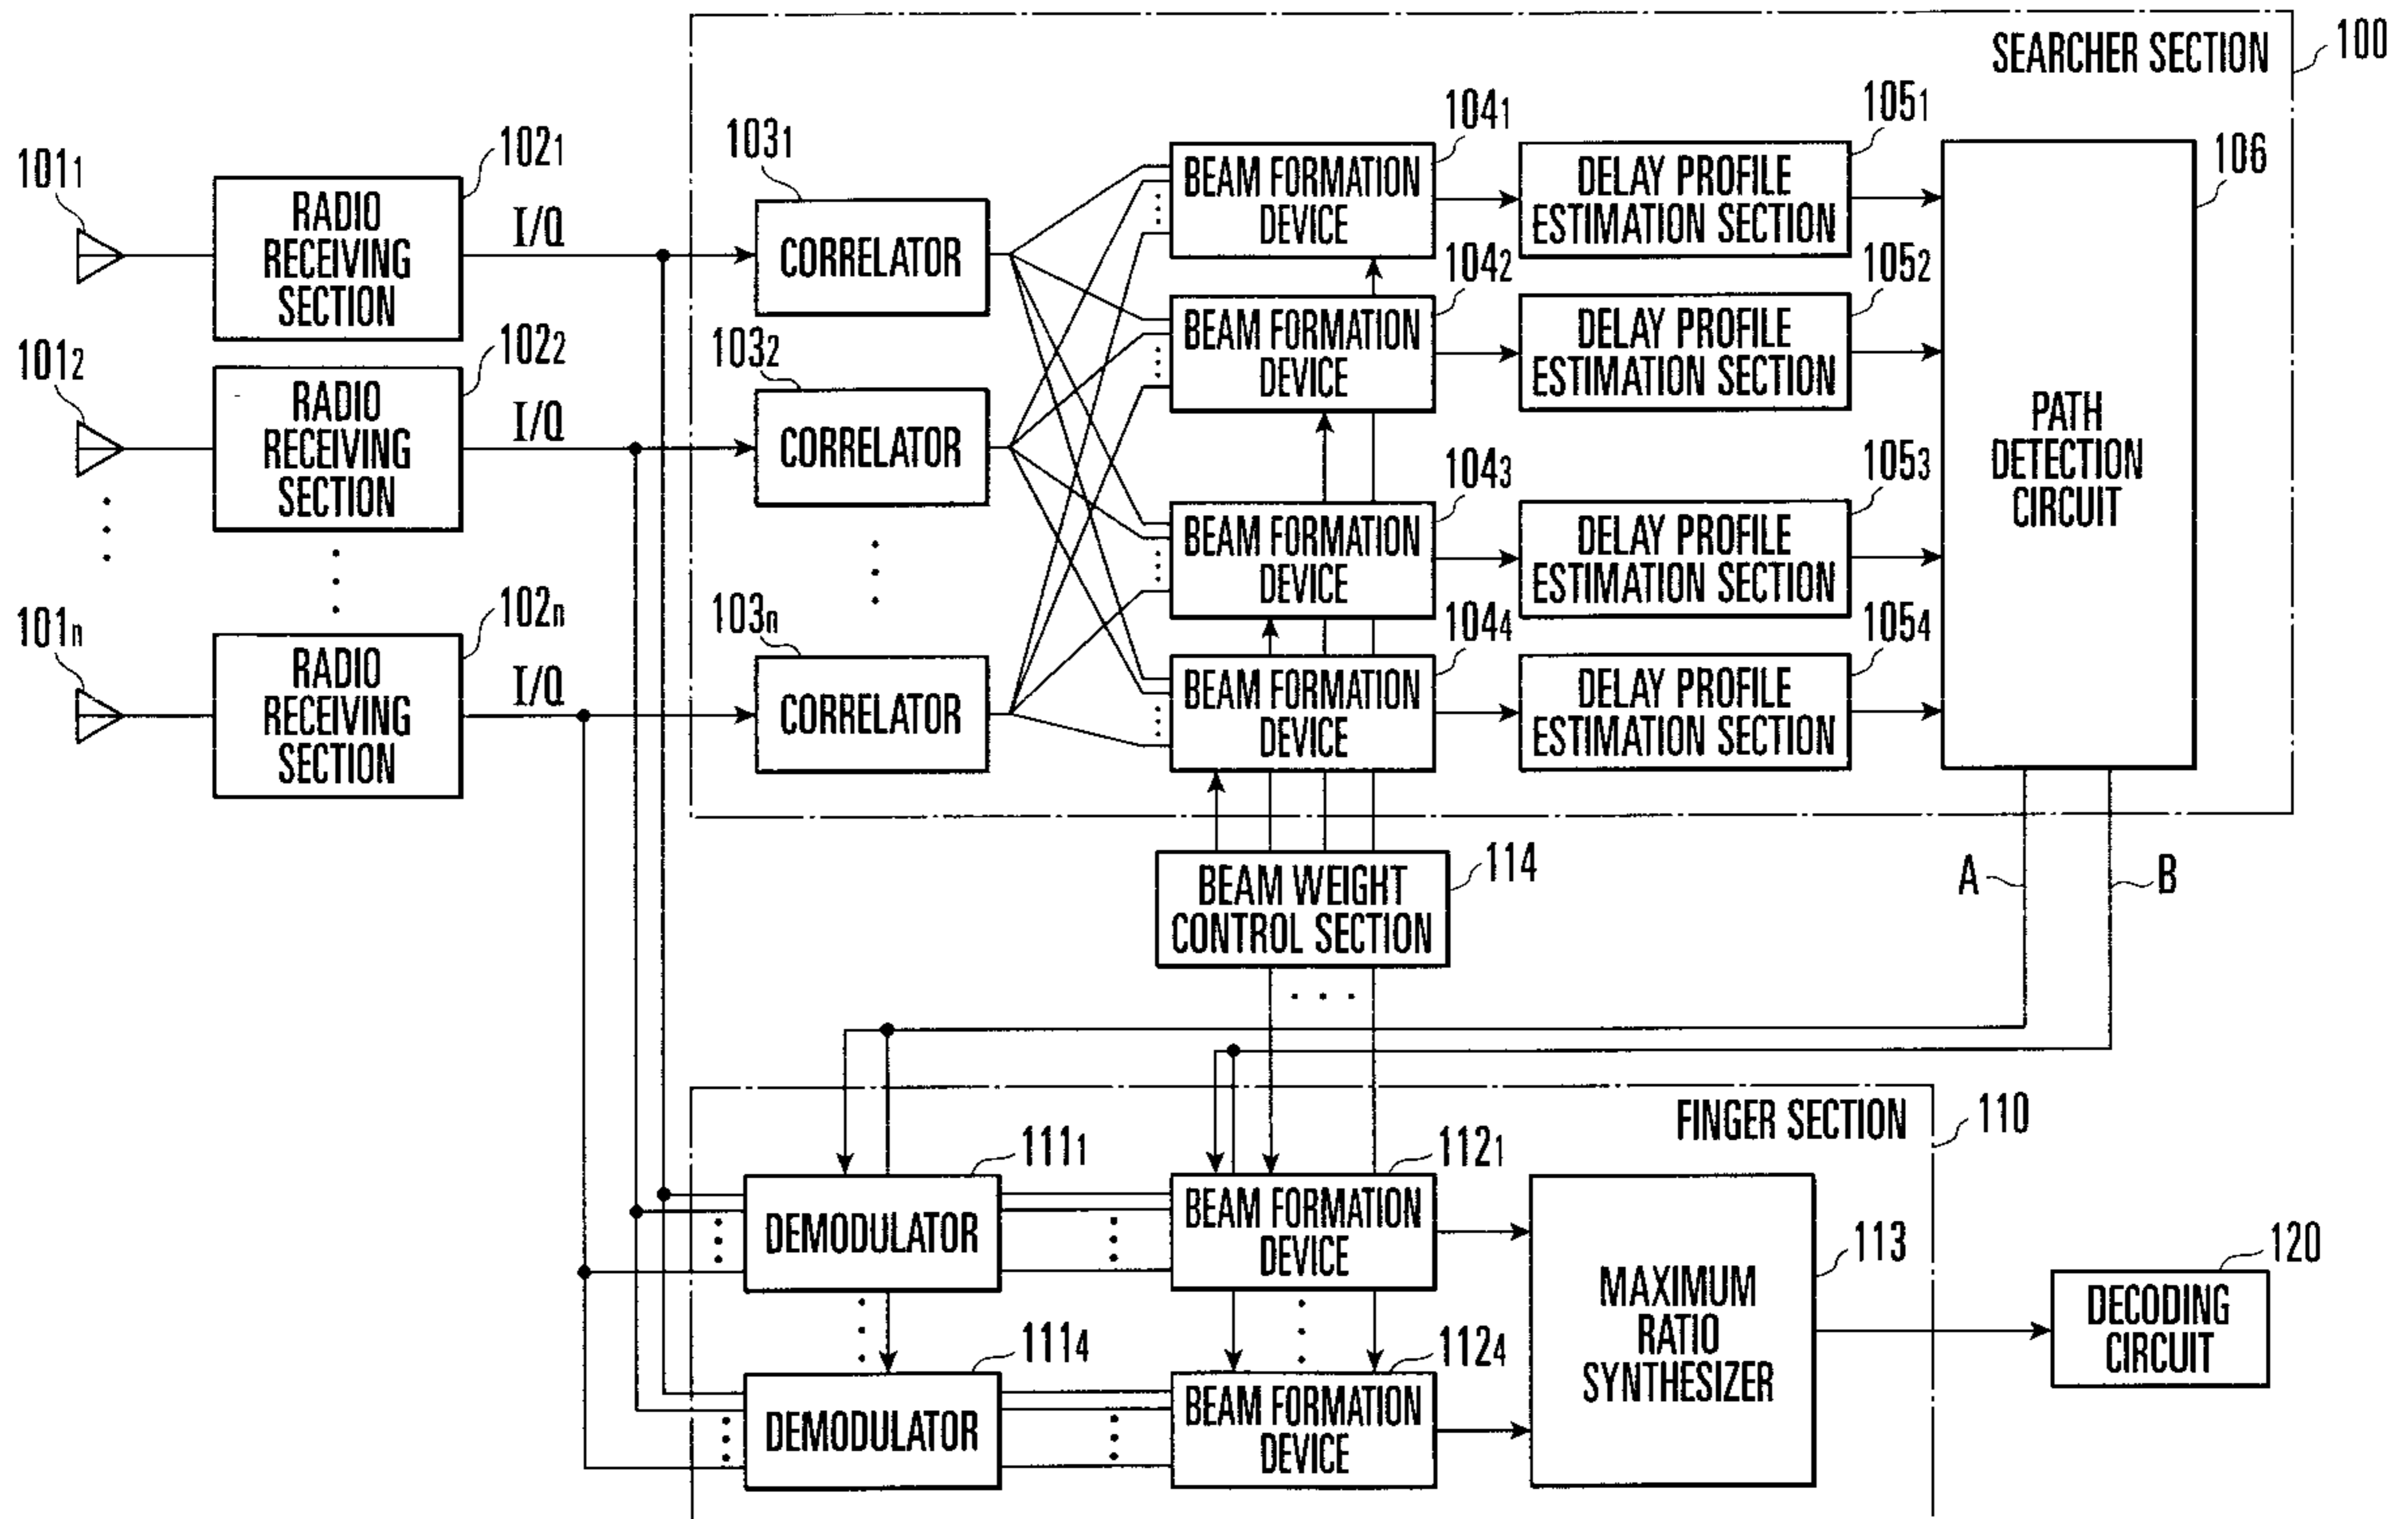 SEARCHER SECTION
100
101₁
RADIO
RECEIVING
SECTION
102₁
I/Q
103₁
CORRELATOR
BEAM FORMATION
DEVICE
104₁
DELAY PROFILE
ESTIMATION SECTION
105₁
PATH
DETECTION
CIRCUIT
106
101₂
RADIO
RECEIVING
SECTION
102₂
I/Q
103₂
CORRELATOR
BEAM FORMATION
DEVICE
104₂
DELAY PROFILE
ESTIMATION SECTION
105₂
BEAM FORMATION
DEVICE
104₃
DELAY PROFILE
ESTIMATION SECTION
105₃
101ₙ
RADIO
RECEIVING
SECTION
102ₙ
I/Q
103ₙ
CORRELATOR
BEAM FORMATION
DEVICE
104₄
DELAY PROFILE
ESTIMATION SECTION
105₄
BEAM WEIGHT
CONTROL SECTION
114
A
B
FINGER SECTION
110
DEMODULATOR
111₁
BEAM FORMATION
DEVICE
112₁
MAXIMUM
RATIO
SYNTHESIZER
113
DECODING
CIRCUIT
120
DEMODULATOR
111₄
BEAM FORMATION
DEVICE
112₄